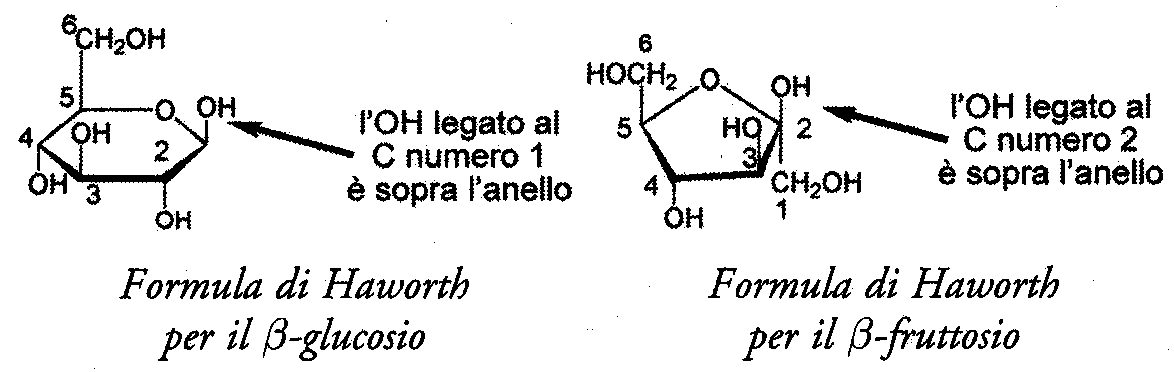 6
CH2OH
5
O
OH
4
OH
2
OH
3
OH
l'OH legato al
C numero 1
è sopra l'anello
Formula di Haworth
per il β-glucosio
6
HOCH2
O
OH
5
HO
2
3
4
CH2OH
1
OH
l'OH legato al
C numero 2
è sopra l'anello
Formula di Haworth
per il β-fruttosio